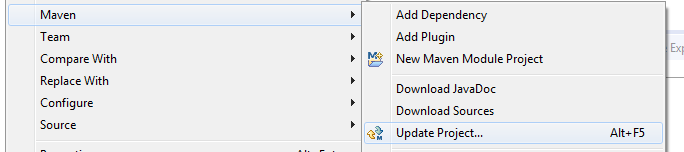 Maven
Add Dependency
Team
Add Plugin
Compare With
New Maven Module Project
Replace With
Download JavaDoc
Configure
Download Sources
Source
Update Project... Alt+F5